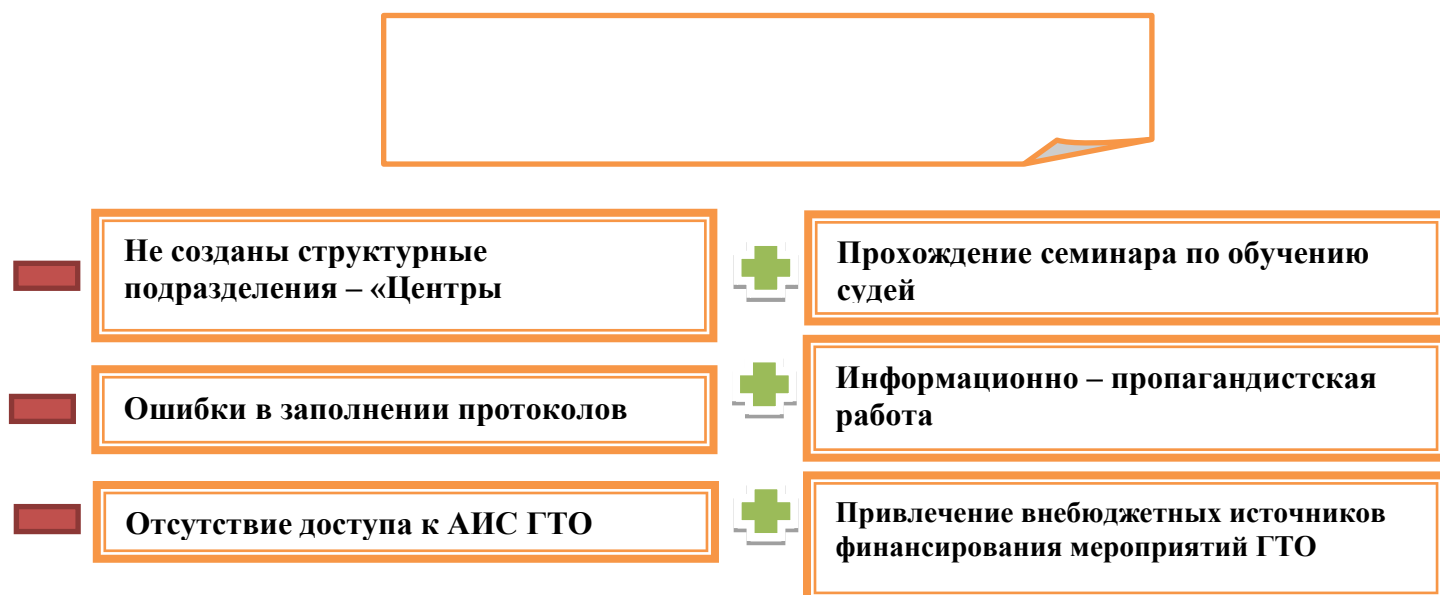 Не созданы структурные
подразделения – «Центры
Ошибки в заполнении протоколов
Отсутствие доступа к АИС ГТО
Прохождение семинара по обучению
судей
Информационно – пропагандистская
работа
Привлечение внебюджетных источников
финансирования мероприятий ГТО